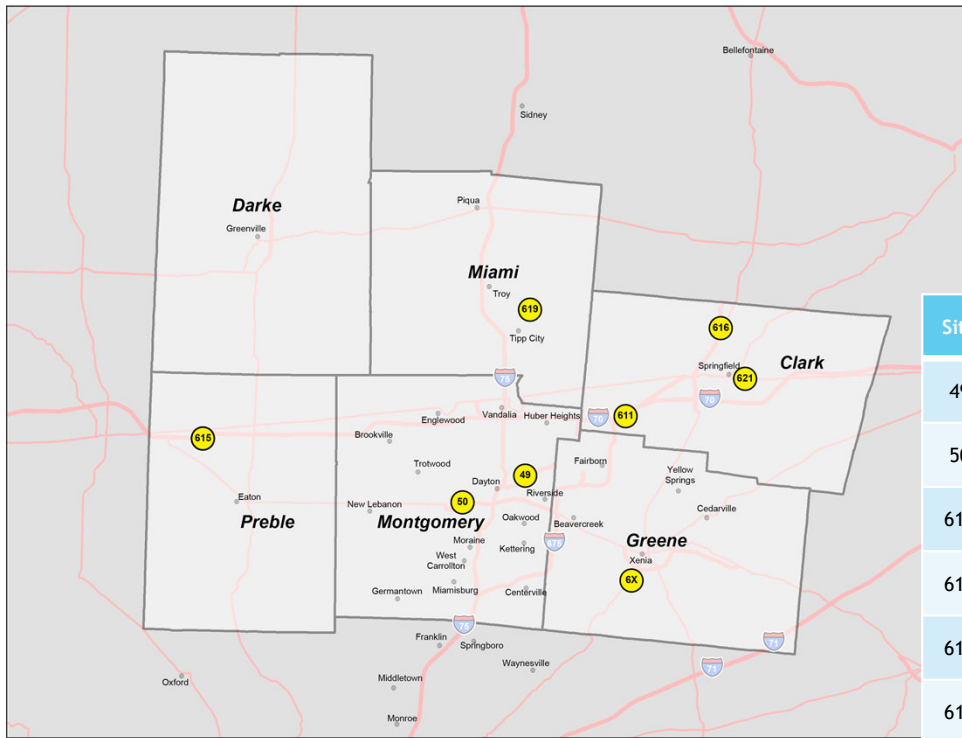 Bellefontaine
Sidney
Darke
Piqua
Greenville
Miami
Troy
619
Tipp City
616
Springfield
Clark
621
75
70
70
611
Vandalia
Huber Heights
Englewood
Brookville
615
Trotwood
Fairborn
Yellow
Springs
49
Dayton
Riverside
Eaton
New Lebanon
50
Cedarville
Preble
Montgomery
Oakwood
Beavercreek
Greene
Moraine
Kettering
675
Xenia
West
Carrollton
6X
Miamisburg
Germantown
Centerville
75
71
71
Franklin
Springboro
Waynesville
Oxford
Middletown
Monroe